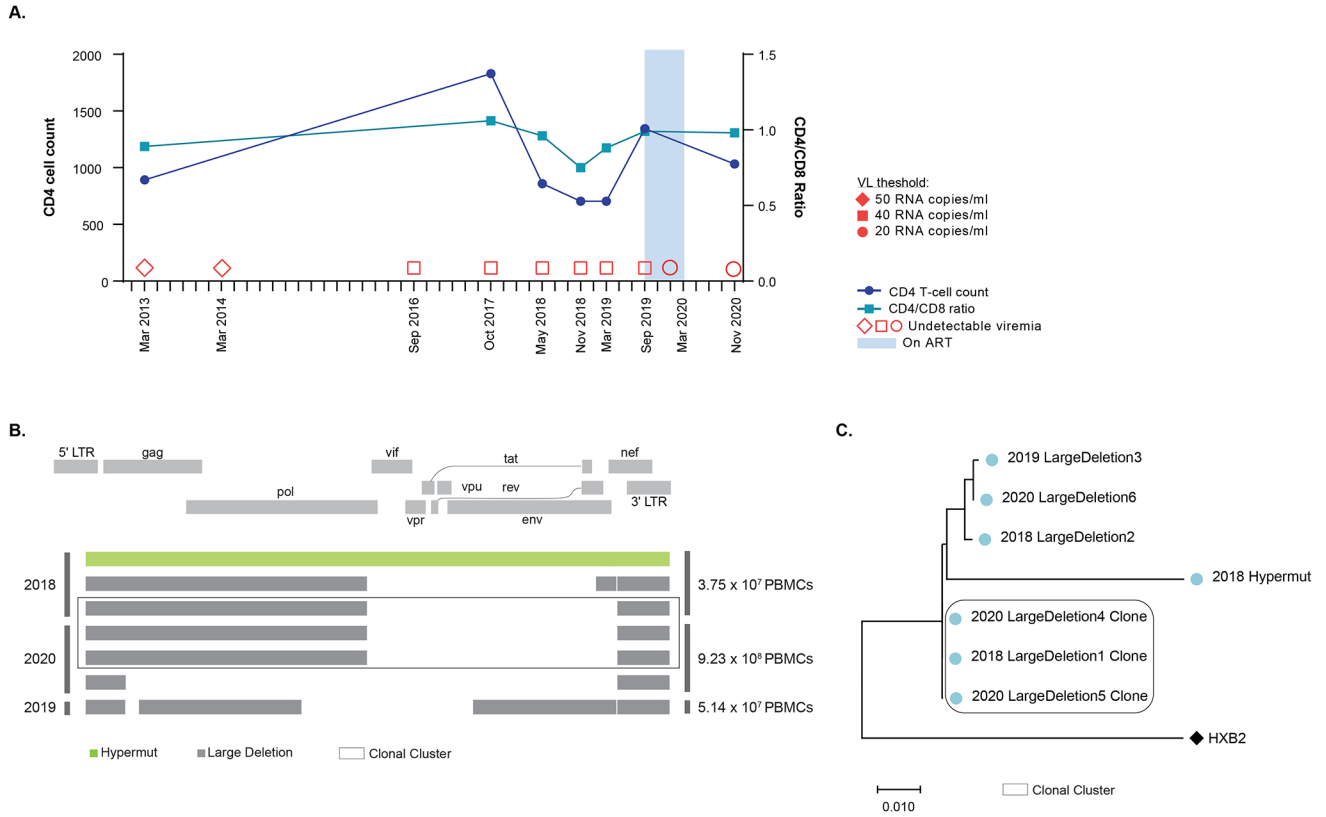 A.
2000
1500
1000
500
0
CD4 cell count
1.5
1.0
0.5
0.0
CD4/CD8 Ratio
Mar 2013
Mar 2014
Sep 2016
Oct 2017
May 2018
Nov 2018
Mar 2019
Sep 2019
Mar 2020
Nov 2020
VL theshold:
50 RNA copies/ml
40 RNA copies/ml
20 RNA copies/ml
CD4 T-cell count
CD4/CD8 ratio
Undetectable viremia
On ART
B.
5' LTR
gag
vif
tat
nef
pol
vpu
rev
3' LTR
vpr
env
2018
3.75 x 10⁷ PBMCs
2020
9.23 x 10⁸ PBMCs
2019
5.14 x 10⁷ PBMCs
Hypermut
Large Deletion
Clonal Cluster
C.
2019 LargeDeletion3
2020 LargeDeletion6
2018 LargeDeletion2
2018 Hypermut
2020 LargeDeletion4 Clone
2018 LargeDeletion1 Clone
2020 LargeDeletion5 Clone
HXB2
0.010
Clonal Cluster